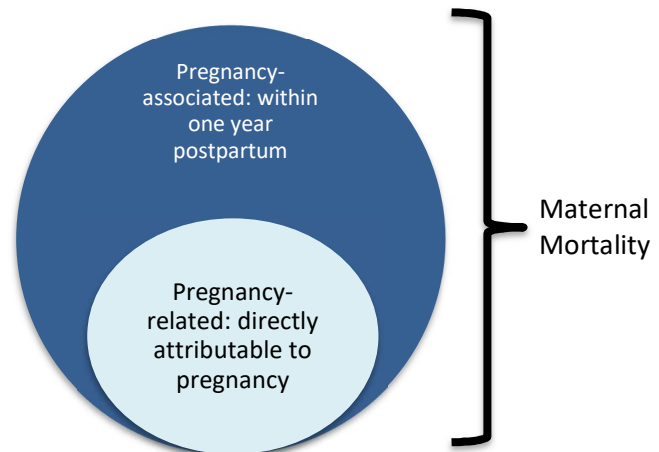 Pregnancy-
associated: within
one year
postpartum
Pregnancy-
related: directly
attributable to
pregnancy
Maternal
Mortality